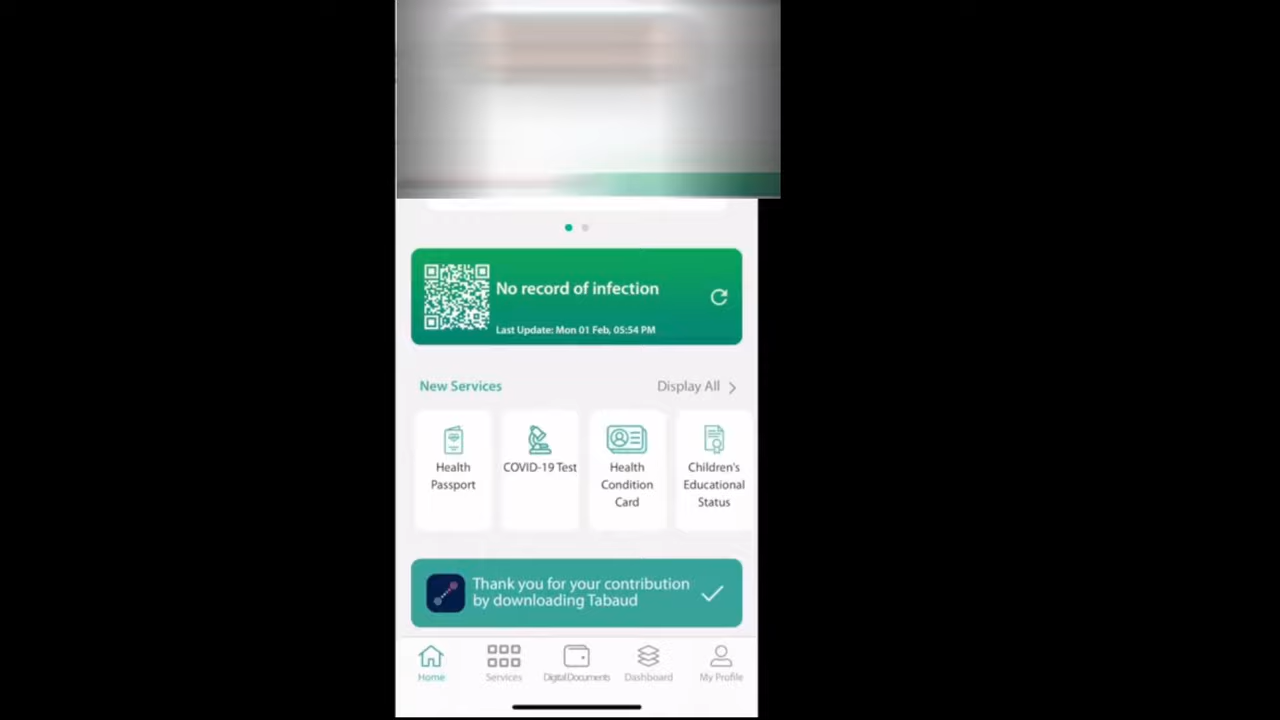 No record of infection
Last Update: Mon 01 Feb, 05:54 PM
New Services
Display All
Health
Passport
COVID-19 Test
Health
Condition
Card
Children's
Educational
Status
Thank you for your contribution
by downloading Tabaud
Home
Services
Digital Documents
Dashboard
My Profile